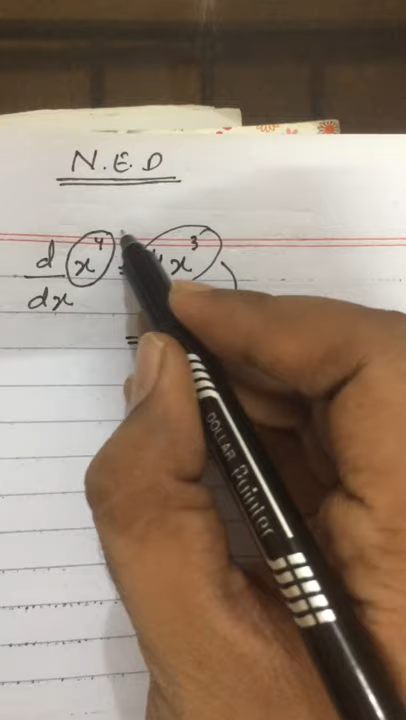 N.E.D
d/dx x⁴ = 4x³
=
DOLLAR Pointer